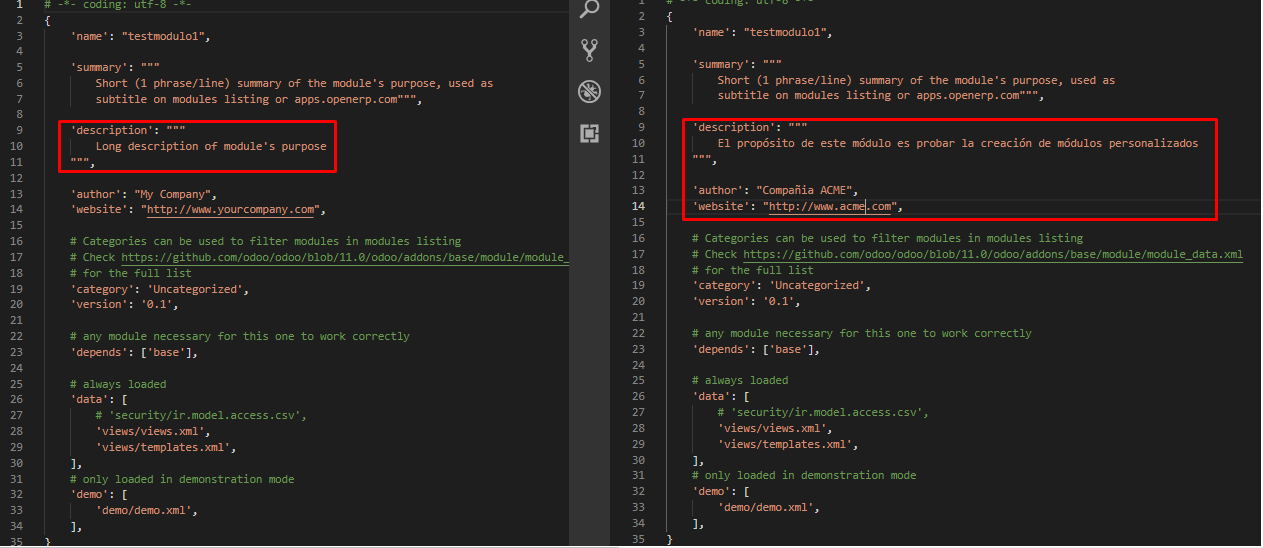 1 # -*- coding: utf-8 -*-
2 {
3 'name': "testmodulo1",
4
5 'summary': """
6 Short (1 phrase/line) summary of the module's purpose, used as
7 subtitle on modules listing or apps.openerp.com""",
8
9 'description': """
10 Long description of module's purpose
11 """,
12
13 'author': "My Company",
14 'website': "http://www.yourcompany.com",
15
16 # Categories can be used to filter modules in modules listing
17 # Check https://github.com/odoo/odoo/blob/11.0/odoo/addons/base/module/module_
18 # for the full list
19 'category': 'Uncategorized',
20 'version': '0.1',
21
22 # any module necessary for this one to work correctly
23 'depends': ['base'],
24
25 # always loaded
26 'data': [
27 # 'security/ir.model.access.csv',
28 'views/views.xml',
29 'views/templates.xml',
30 ],
31 # only loaded in demonstration mode
32 'demo': [
33 'demo/demo.xml',
34 ],
35 }
1 # -*- coding: utf-8 -*-
2 {
3 'name': "testmodulo1",
4
5 'summary': """
6 Short (1 phrase/line) summary of the module's purpose, used as
7 subtitle on modules listing or apps.openerp.com""",
8
9 'description': """
10 El propósito de este módulo es probar la creación de módulos personalizados
11 """,
12
13 'author': "Compañia ACME",
14 'website': "http://www.acme.com",
15
16 # Categories can be used to filter modules in modules listing
17 # Check https://github.com/odoo/odoo/blob/11.0/odoo/addons/base/module/module_data.xml
18 # for the full list
19 'category': 'Uncategorized',
20 'version': '0.1',
21
22 # any module necessary for this one to work correctly
23 'depends': ['base'],
24
25 # always loaded
26 'data': [
27 # 'security/ir.model.access.csv',
28 'views/views.xml',
29 'views/templates.xml',
30 ],
31 # only loaded in demonstration mode
32 'demo': [
33 'demo/demo.xml',
34 ],
35 }